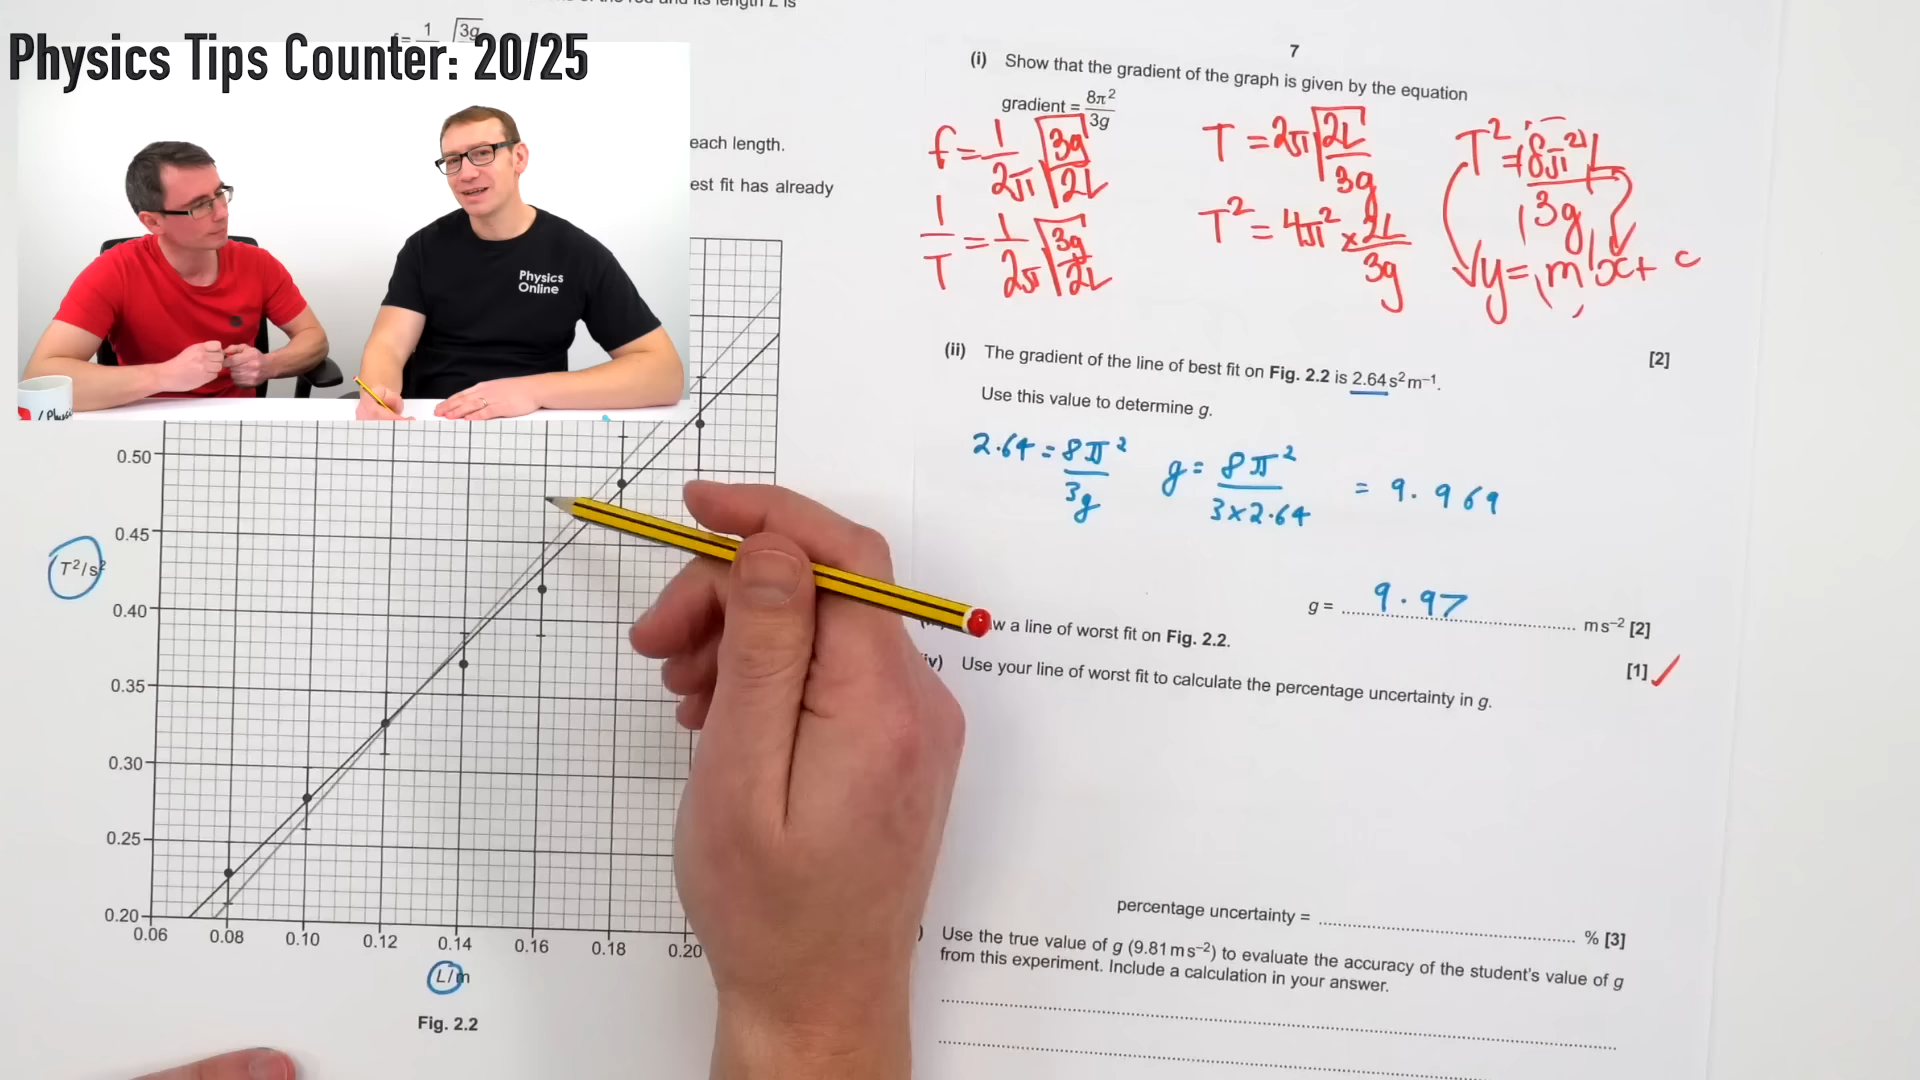 Physics Tips Counter: 20/25
Physics
Online
each length.
est fit has already
0.50
0.45
T²/s²
0.40
0.35
0.30
0.25
0.20
0.06 0.08 0.10 0.12 0.14 0.16 0.18 0.20
L/m
Fig. 2.2
7
(i) Show that the gradient of the graph is given by the equation
gradient = 8π²/3g
f = 1/2π √3g/2L
1/T = 1/2π √3g/2L
T = 2π √2L/3g
T² = 4π² × 2L/3g
T² = 8π² L/3g
y = m x + c
[2]
(ii) The gradient of the line of best fit on Fig. 2.2 is 2.64 s² m⁻¹.
Use this value to determine g.
2.64 = 8π²/3g g = 8π²/3×2.64 = 9.969
g = 9.97 m s⁻² [2]
w a line of worst fit on Fig. 2.2.
[1]
iv) Use your line of worst fit to calculate the percentage uncertainty in g.
percentage uncertainty = % [3]
) Use the true value of g (9.81 m s⁻²) to evaluate the accuracy of the student's value of g
from this experiment. Include a calculation in your answer.